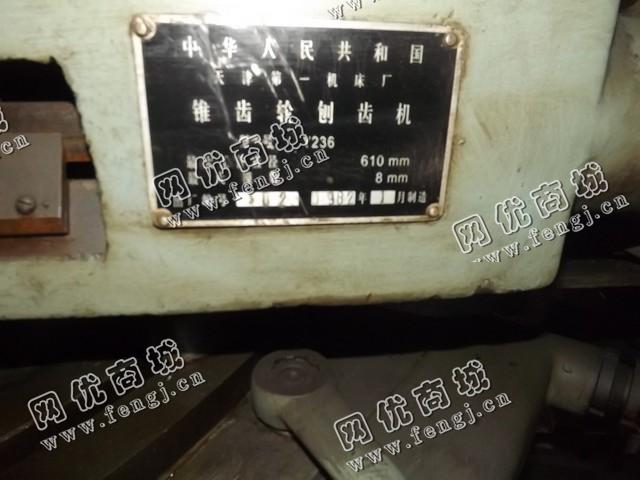 中华人民共和国
天津第一机床厂
锥齿轮刨齿机
236
610 mm
8 mm
年 月制造
网优商城
www.fengj.cn
网优商城
www.fengj.cn
网优商城
www.fengj.cn
网优商城
www.fengj.cn